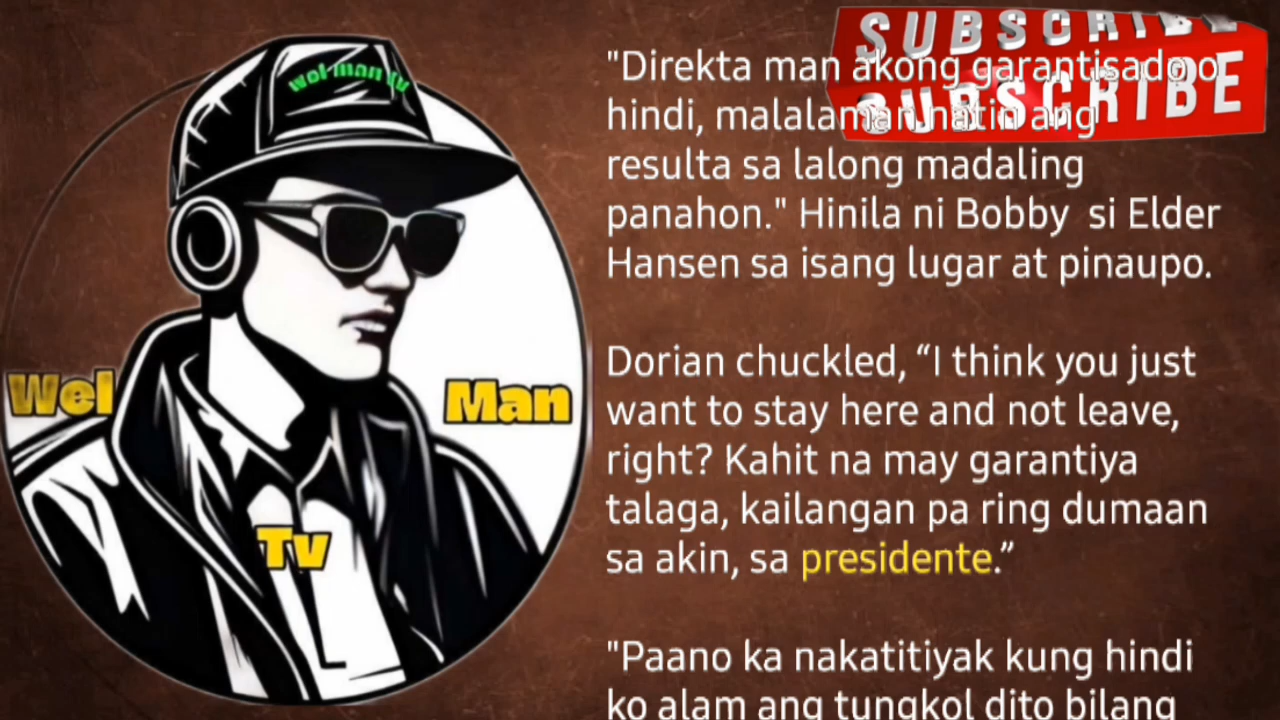 wel man tv
Wel
Man
Tv
SUBSCRIBE
SUBSCRIBE
"Direkta man akong garantisado o
hindi, malalaman natin ang
resulta sa lalong madaling
panahon." Hinila ni Bobby  si Elder
Hansen sa isang lugar at pinaupo.
Dorian chuckled, “I think you just
want to stay here and not leave,
right? Kahit na may garantiya
talaga, kailangan pa ring dumaan
sa akin, sa presidente.”
"Paano ka nakatitiyak kung hindi
ko alam ang tungkol dito bilang